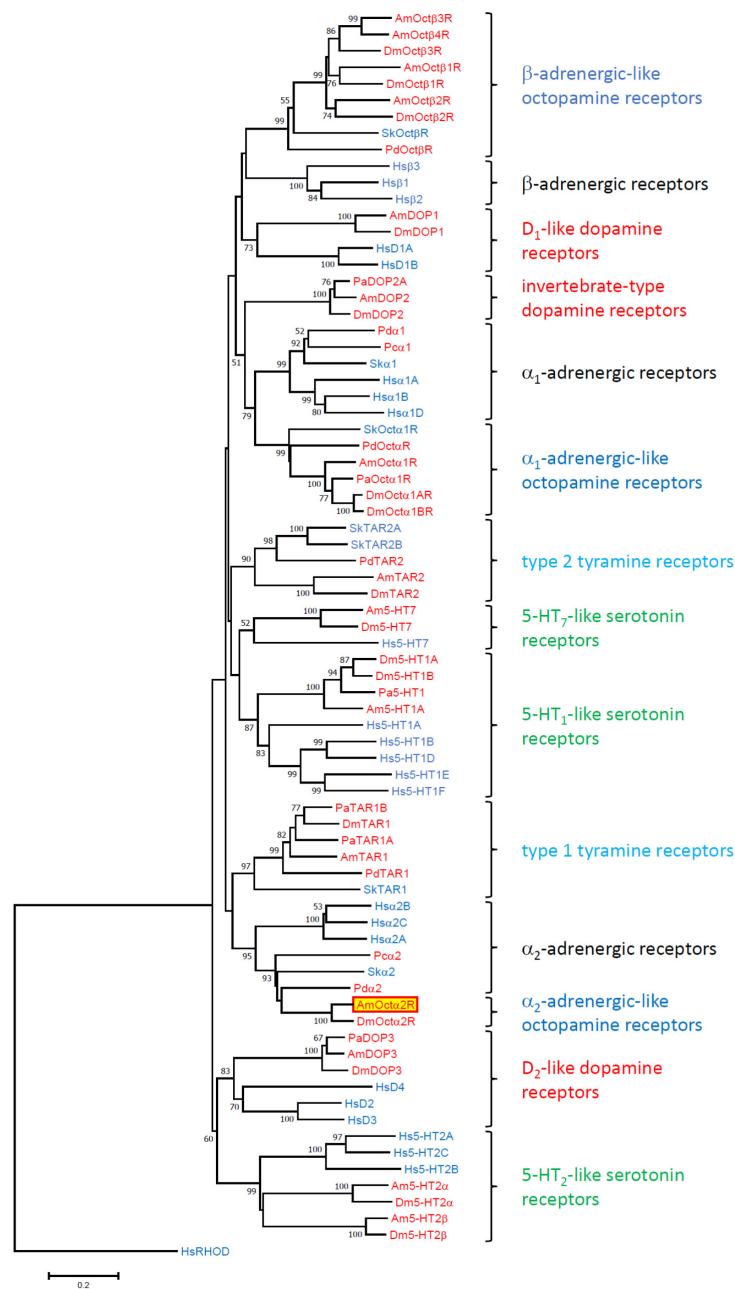 AmOctβ3R
AmOctβ4R
DmOctβ3R
AmOctβ1R
DmOctβ1R
AmOctβ2R
DmOctβ2R
SkOctβR
PdOctβR
99
86
99
76
74
55
99
β-adrenergic-like
octopamine receptors
Hsβ3
Hsβ1
Hsβ2
100
84
β-adrenergic receptors
AmDOP1
DmDOP1
HsD1A
HsD1B
100
73
100
D1-like dopamine
receptors
PaDOP2A
AmDOP2
DmDOP2
76
100
invertebrate-type
dopamine receptors
Pdα1
Pcα1
Skα1
Hsα1A
Hsα1B
Hsα1D
52
92
99
99
80
51
79
α1-adrenergic receptors
SkOctα1R
PdOctαR
AmOctα1R
PaOctα1R
DmOctα1AR
DmOctα1BR
99
100
77
100
α1-adrenergic-like
octopamine receptors
SkTAR2A
SkTAR2B
PdTAR2
AmTAR2
DmTAR2
100
98
90
100
type 2 tyramine receptors
Am5-HT7
Dm5-HT7
Hs5-HT7
100
52
5-HT7-like serotonin
receptors
Dm5-HT1A
Dm5-HT1B
Pa5-HT1
Am5-HT1A
Hs5-HT1A
Hs5-HT1B
Hs5-HT1D
Hs5-HT1E
Hs5-HT1F
87
94
100
87
83
99
99
99
5-HT1-like serotonin
receptors
PaTAR1B
DmTAR1
PaTAR1A
AmTAR1
PdTAR1
SkTAR1
77
82
99
97
type 1 tyramine receptors
Hsα2B
Hsα2C
Hsα2A
Pcα2
Skα2
Pdα2
53
100
95
93
α2-adrenergic receptors
AmOctα2R
DmOctα2R
100
α2-adrenergic-like
octopamine receptors
PaDOP3
AmDOP3
DmDOP3
HsD4
HsD2
HsD3
67
100
83
70
100
60
D2-like dopamine
receptors
Hs5-HT2A
Hs5-HT2C
Hs5-HT2B
Am5-HT2α
Dm5-HT2α
Am5-HT2β
Dm5-HT2β
97
100
100
99
100
5-HT2-like serotonin
receptors
HsRHOD
0.2